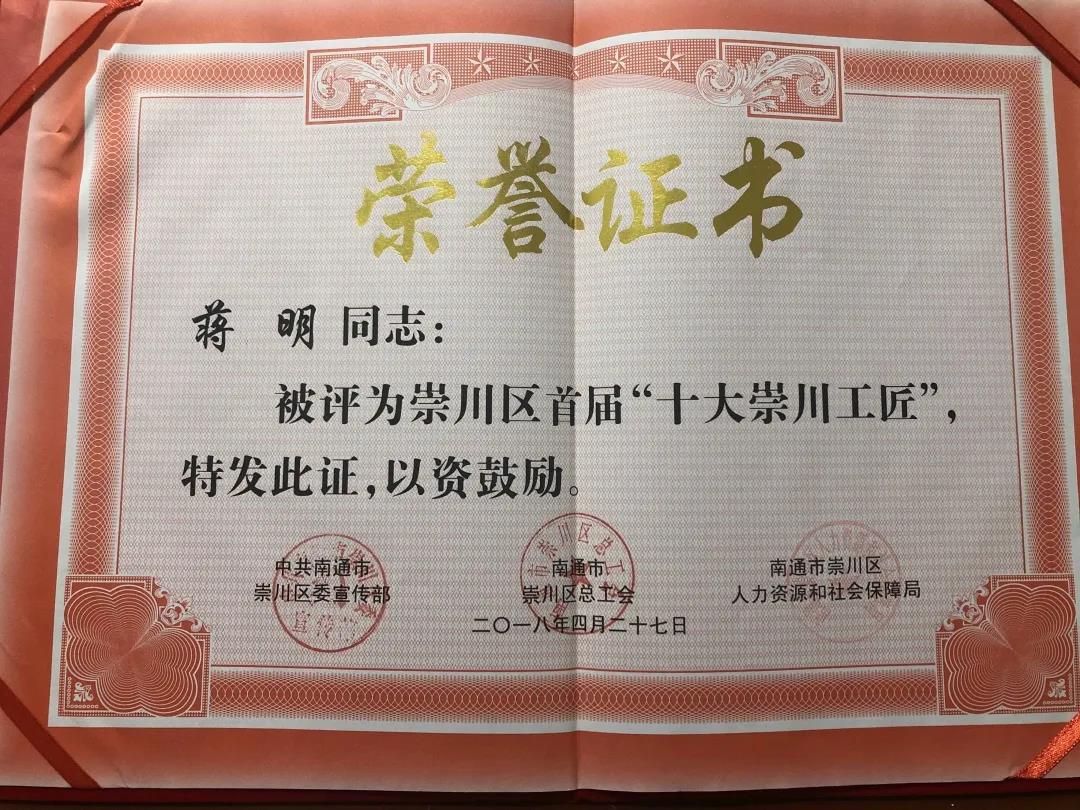 荣誉证书
蒋 明 同志：
被评为崇川区首届“十大崇川工匠”，
特发此证，以资鼓励。
中共南通市
崇川区委宣传部
南通市
崇川区总工会
南通市崇川区
人力资源和社会保障局
二〇一八年四月二十七日